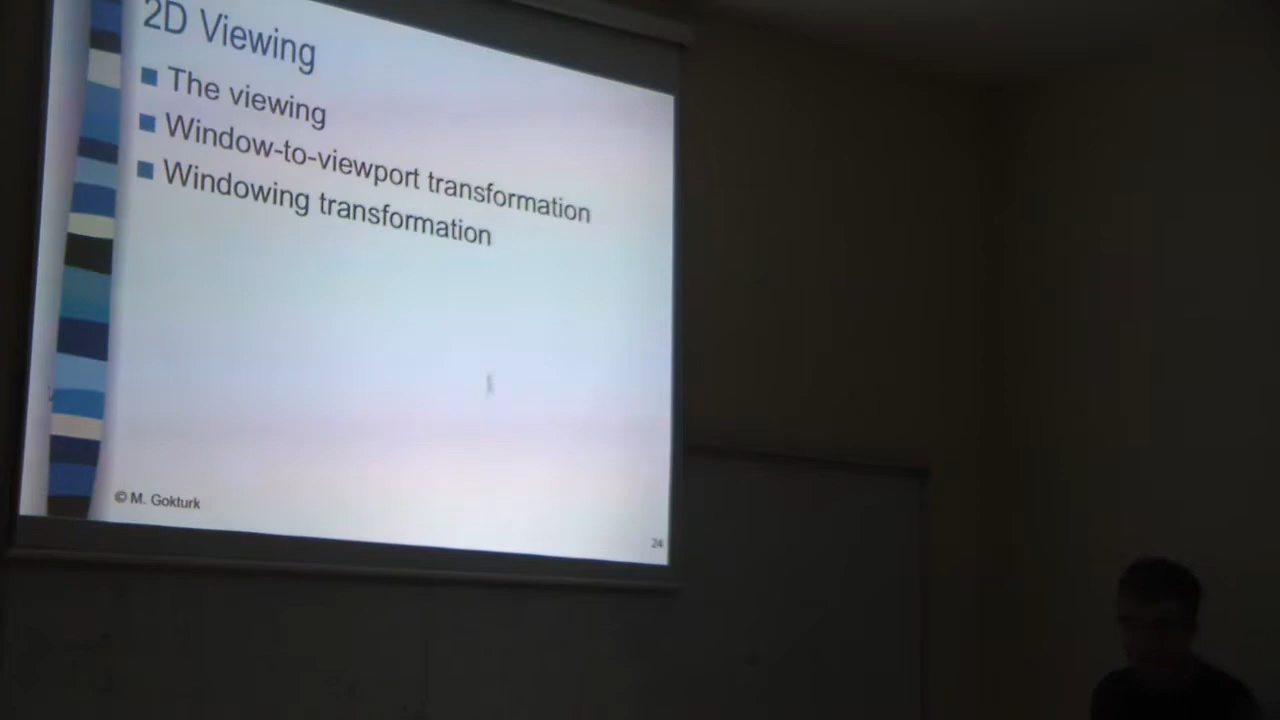 2D Viewing
The viewing
Window-to-viewport transformation
Windowing transformation
© M. Gokturk
24